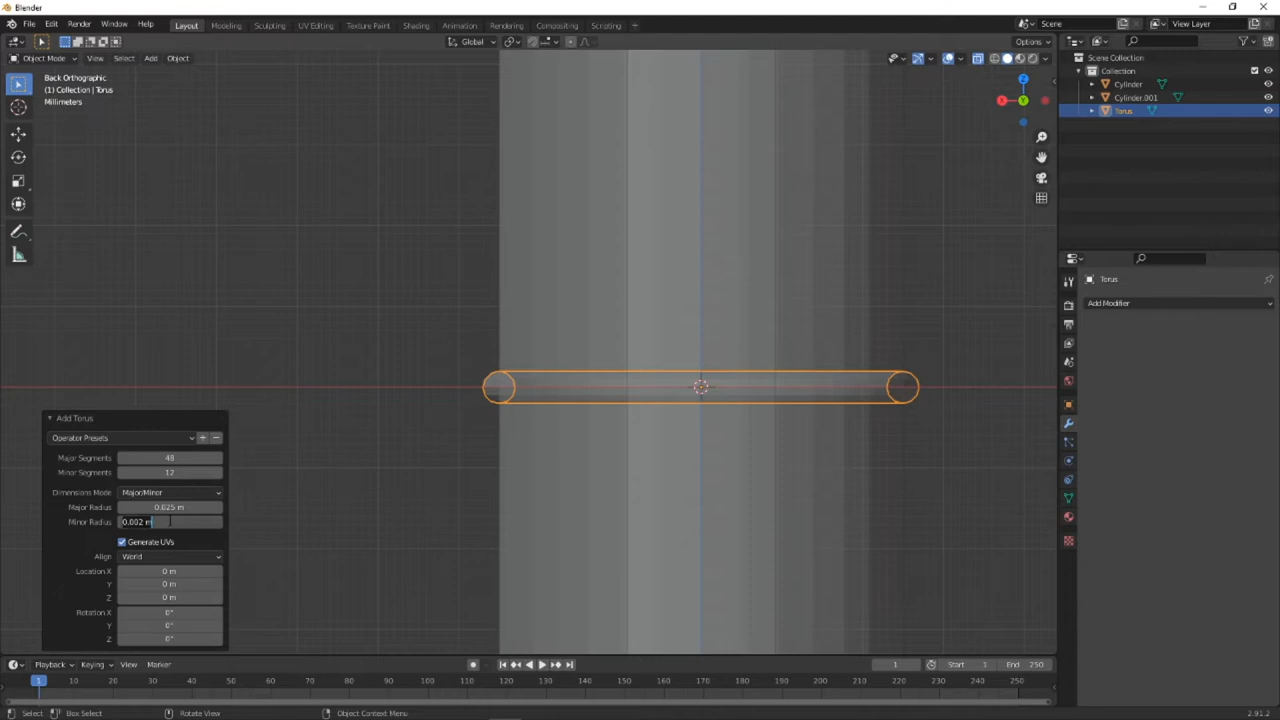 Blender
File Edit Render Window Help Layout Modeling Sculpting UV Editing Texture Paint Shading Animation Rendering Compositing Scripting + Scene View Layer
Global Options
Object Mode View Select Add Object
Back Orthographic
(1) Collection | Torus
Millimeters
Z
X
Y
Scene Collection
Collection
Cylinder
Cylinder.001
Torus
Torus
Add Modifier
Add Torus
Operator Presets
Major Segments 48
Minor Segments 12
Dimensions Mode Major/Minor
Major Radius 0.025 m
Minor Radius 0.002 m
Generate UVs
Align World
Location X 0 m
Y 0 m
Z 0 m
Rotation X 0°
Y 0°
Z 0°
Playback Keying View Marker 1 Start 1 End 250
1 10 20 30 40 50 60 70 80 90 100 110 120 130 140 150 160 170 180 190 200 210 220 230 240 250
Select Box Select Rotate View Object Context Menu 2.91.2